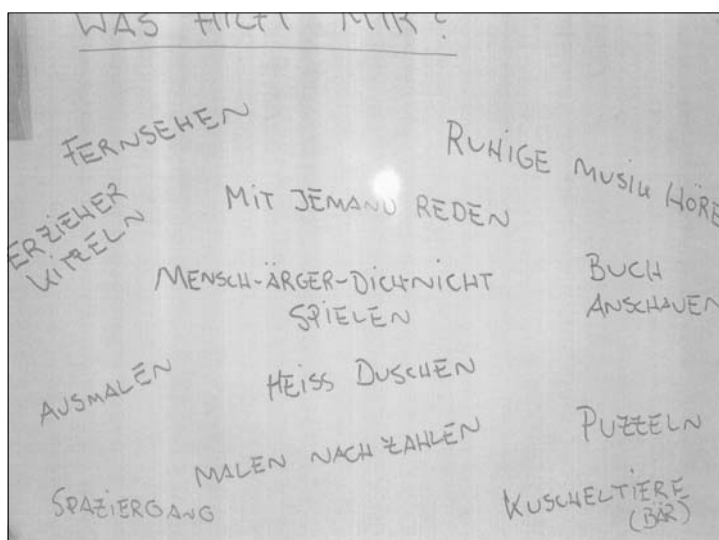 WAS HILFT MIR?
FERNSEHEN
RUHIGE MUSIK HÖRE
ERZIEHER
KITZELN
MIT JEMAND REDEN
MENSCH-ÄRGER-DICH-NICHT
SPIELEN
BUCH
ANSCHAUEN
AUSMALEN
HEISS DUSCHEN
MALEN NACH ZAHLEN
PUZZELN
SPAZIERGANG
KUSCHELTIERE
(BÄR)